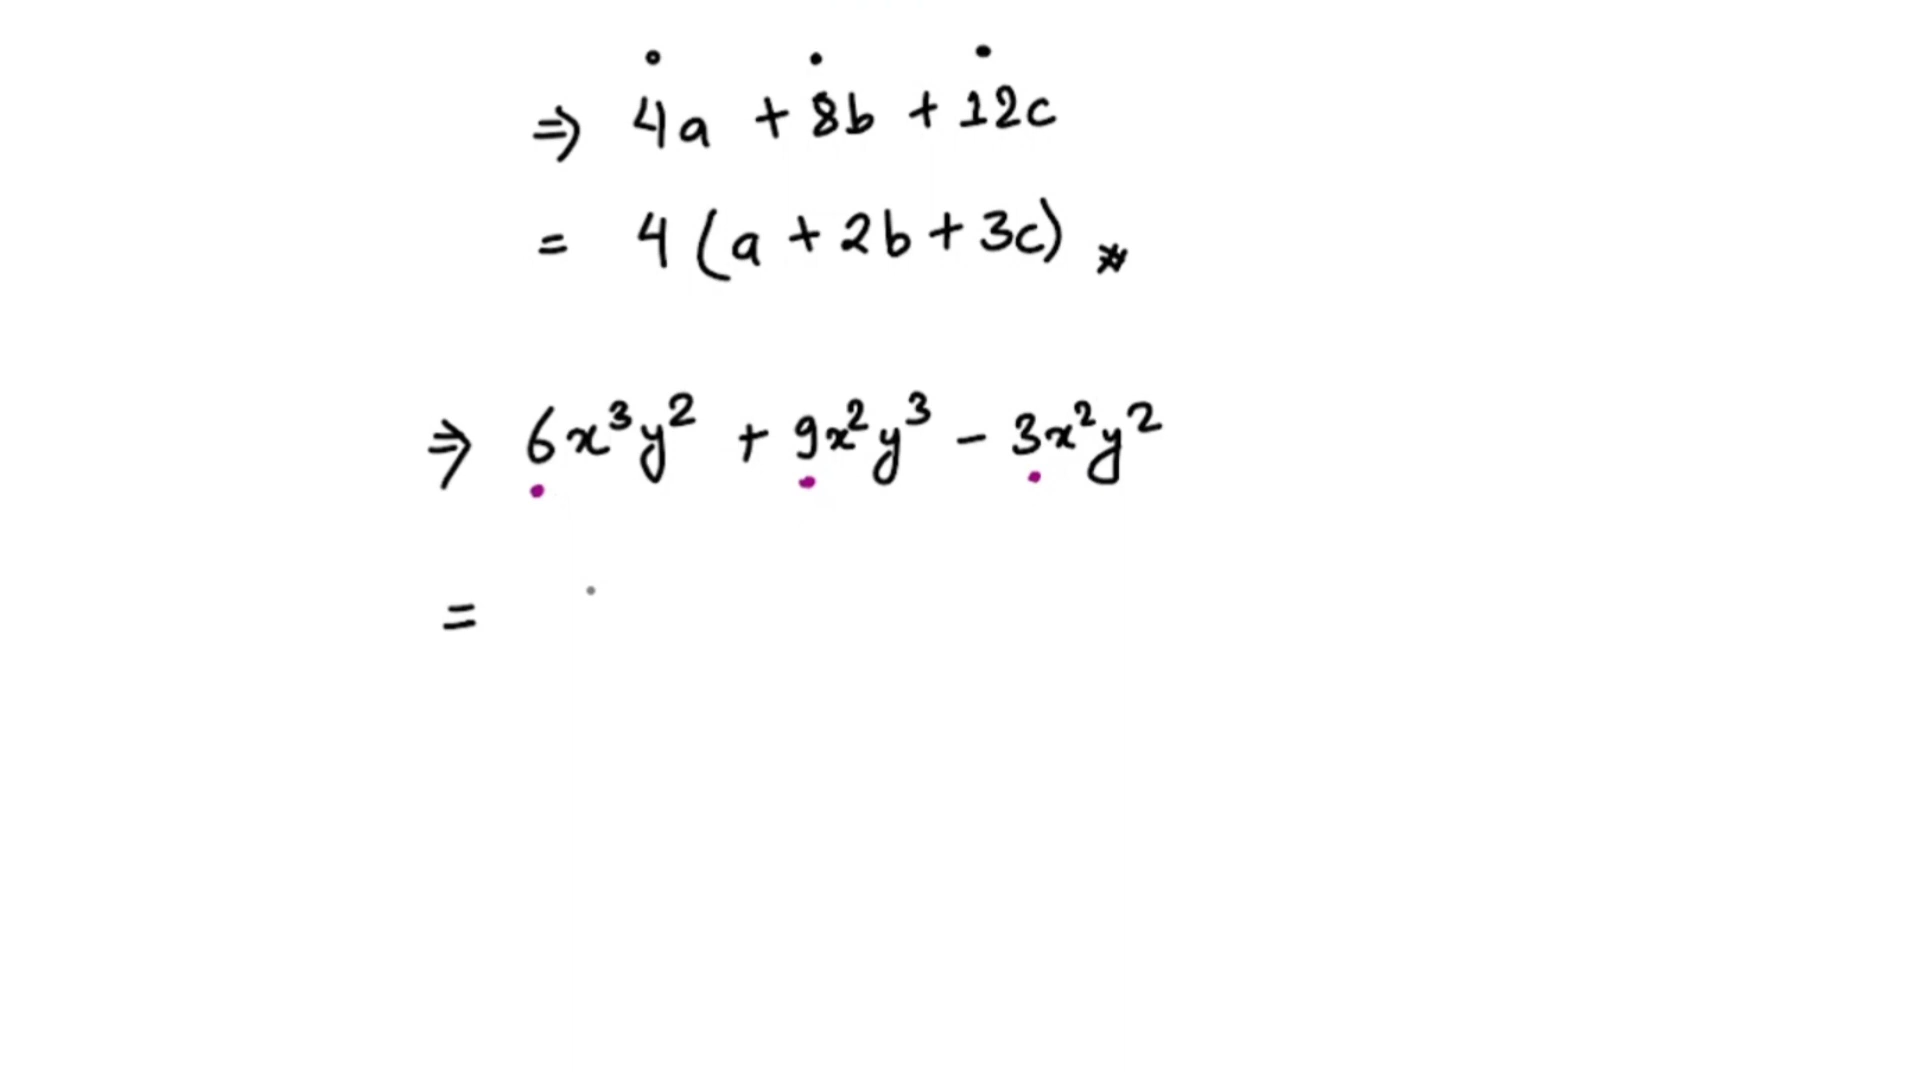 ⇒ 4a + 8b + 12c
= 4(a + 2b + 3c) *
⇒ 6x³y² + 9x²y³ - 3x²y²
=